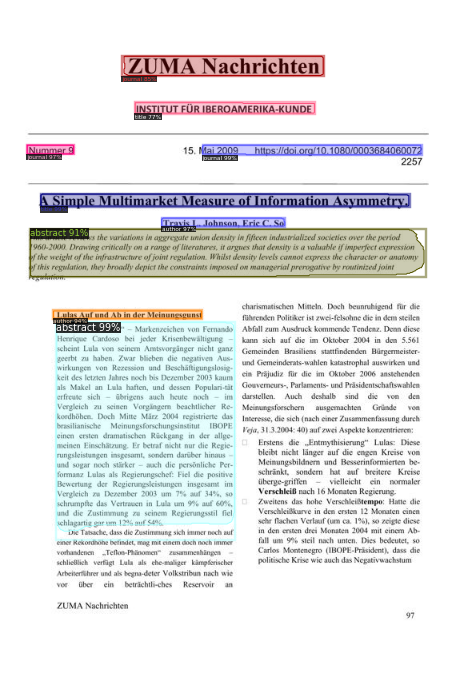 ZUMA Nachrichten
journal 85%
INSTITUT FÜR IBEROAMERIKA-KUNDE
title 77%
Nummer 9
journal 97%
15. Mai 2009 https://doi.org/10.1080/0003684060072
2257
journal 99%
A Simple Multimarket Measure of Information Asymmetry.
Travis L. Johnson, Eric C. So
author 97%
abstract 91%
the variations in aggregate union density in fifteen industrialized societies over the period
1960-2000. Drawing critically on a range of literatures, it argues that density is a valuable if imperfect expression
of the weight of the infrastructure of joint regulation. Whilst density levels cannot express the character or anatomy
of this regulation, they broadly depict the constraints imposed on managerial prerogative by routinized joint
regulation.
Lulas Auf und Ab in der Meinungsgunst
author 94%
abstract 99%
– Markenzeichen von Fernando
Henrique Cardoso bei jeder Krisenbewältigung –
scheint Lula von seinem Amtsvorgänger nicht ganz
geerbt zu haben. Zwar blieben die negativen Aus-
wirkungen von Rezession und Beschäftigungslosig-
keit des letzten Jahres noch bis Dezember 2003 kaum
als Makel an Lula haften, und dessen Populari-tät
erfreute sich – übrigens auch heute noch – im
Vergleich zu seinen Vorgängern beachtlicher Re-
kordhöhen. Doch Mitte März 2004 registrierte das
brasilianische Meinungsforschungsinstitut IBOPE
einen ersten dramatischen Rückgang in der allge-
meinen Einschätzung. Er betraf nicht nur die Regie-
rungsleistungen insgesamt, sondern darüber hinaus –
und sogar noch stärker – auch die persönliche Per-
formanz Lulas als Regierungschef: Fiel die positive
Bewertung der Regierungsleistungen insgesamt im
Vergleich zu Dezember 2003 um 7% auf 34%, so
schrumpfte das Vertrauen in Lula um 9% auf 60%,
und die Zustimmung zu seinem Regierungsstil fiel
schlagartig gar um 12% auf 54%.
Die Tatsache, dass die Zustimmung sich immer noch auf
einer Rekordhöhe befindet, mag mit einem doch noch immer
vorhandenen „Teflon-Phänomen“ zusammenhängen –
schließlich verfügt Lula als ehe-maliger kämpferischer
Arbeiterführer und als begna-deter Volkstribun nach wie
vor über ein beträchtli-ches Reservoir an
charismatischen Mitteln. Doch beunruhigend für die
führenden Politiker ist zwei-felsohne die in dem steilen
Abfall zum Ausdruck kommende Tendenz. Denn diese
kann sich auf die im Oktober 2004 in den 5.561
Gemeinden Brasiliens stattfindenden Bürgermeister-
und Gemeinderats-wahlen katastrophal auswirken und
ein Präjudiz für die im Oktober 2006 anstehenden
Gouverneurs-, Parlaments- und Präsidentschaftswahlen
darstellen. Auch deshalb sind die von den
Meinungsforschern ausgemachten Gründe von
Interesse, die sich (nach einer Zusammenfassung durch
Veja, 31.3.2004: 40) auf zwei Aspekte konzentrieren:
□ Erstens die „Entmythisierung“ Lulas: Diese
bleibt nicht länger auf die engen Kreise von
Meinungsbildnern und Besserinformierten be-
schränkt, sondern hat auf breitere Kreise
überge-griffen – vielleicht ein normaler
Verschleiß nach 16 Monaten Regierung.
□ Zweitens das hohe Verschleißtempo: Hatte die
Verschleißkurve in den ersten 12 Monaten einen
sehr flachen Verlauf (um ca. 1%), so zeigte diese
in den ersten drei Monaten 2004 mit einem Ab-
fall um 9% steil nach unten. Dies bedeutet, so
Carlos Montenegro (IBOPE-Präsident), dass die
politische Krise wie auch das Negativwachstum
ZUMA Nachrichten
97